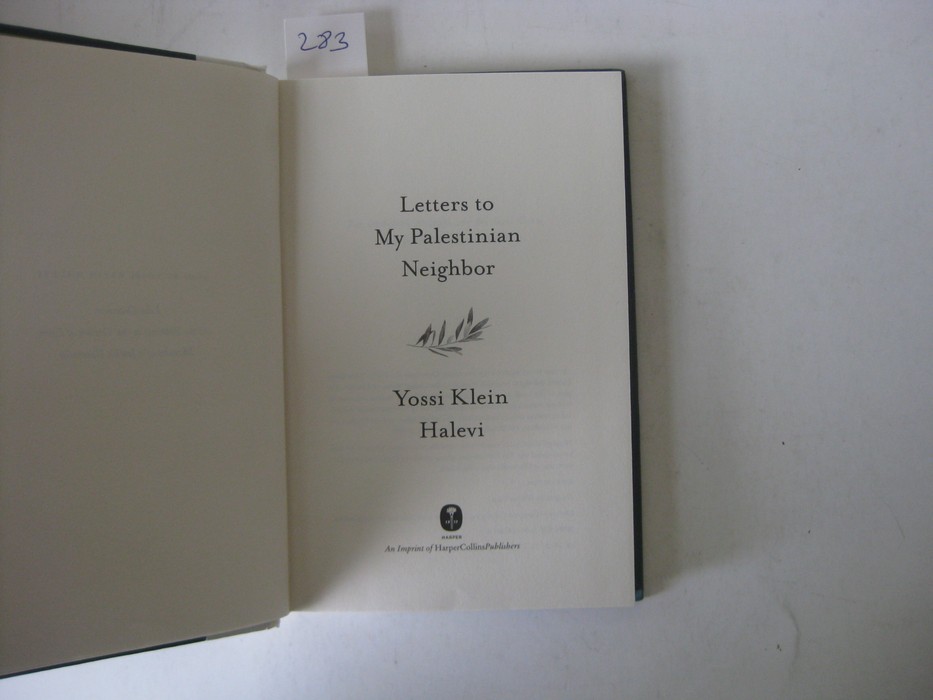 283
Letters to
My Palestinian
Neighbor
Yossi Klein
Halevi
HARPER
An Imprint of HarperCollinsPublishers